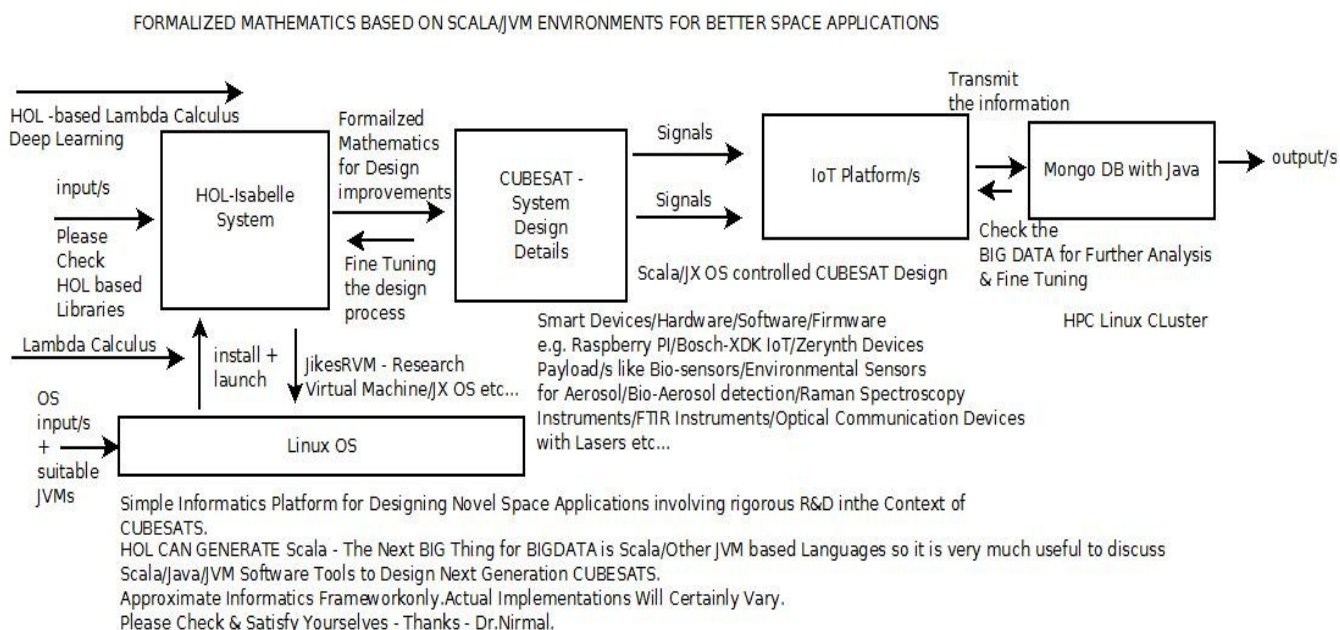 FORMALIZED MATHEMATICS BASED ON SCALA/JVM ENVIRONMENTS FOR BETTER SPACE APPLICATIONS
HOL -based Lambda Calculus
Deep Learning
input/s
Please
Check
HOL based
Libraries
HOL-Isabelle
System
Formailzed
Mathematics
for Design
improvements
Fine Tuning
the design
process
CUBESAT -
System
Design
Details
Signals
Signals
IoT Platform/s
Transmit
the information
Mongo DB with Java
output/s
Check the
BIG DATA for Further Analysis
& Fine Tuning
HPC Linux CLuster
Scala/JX OS controlled CUBESAT Design
Smart Devices/Hardware/Software/Firmware
e.g. Raspberry PI/Bosch-XDK IoT/Zerynth Devices
Payload/s like Bio-sensors/Environmental Sensors
for Aerosol/Bio-Aerosol detection/Raman Spectroscopy
Instruments/FTIR Instruments/Optical Communication Devices
with Lasers etc...
Lambda Calculus
install +
launch
JikesRVM - Research
Virtual Machine/JX OS etc...
OS
input/s
+
suitable
JVMs
Linux OS
Simple Informatics Platform for Designing Novel Space Applications involving rigorous R&D inthe Context of
CUBESATS.
HOL CAN GENERATE Scala - The Next BIG Thing for BIGDATA is Scala/Other JVM based Languages so it is very much useful to discuss
Scala/Java/JVM Software Tools to Design Next Generation CUBESATS.
Approximate Informatics Frameworkonly.Actual Implementations Will Certainly Vary.
Please Check & Satisfy Yourselves - Thanks - Dr.Nirmal.